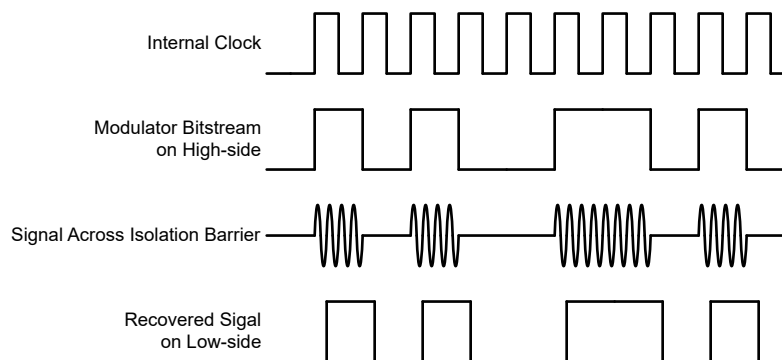 Internal Clock
Modulator Bitstream
on High-side
Signal Across Isolation Barrier
Recovered Sigal
on Low-side